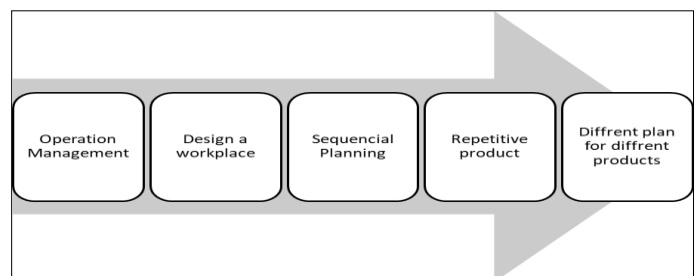 Operation
Management
Design a
workplace
Sequencial
Planning
Repetitive
product
Diffrent plan
for diffrent
products